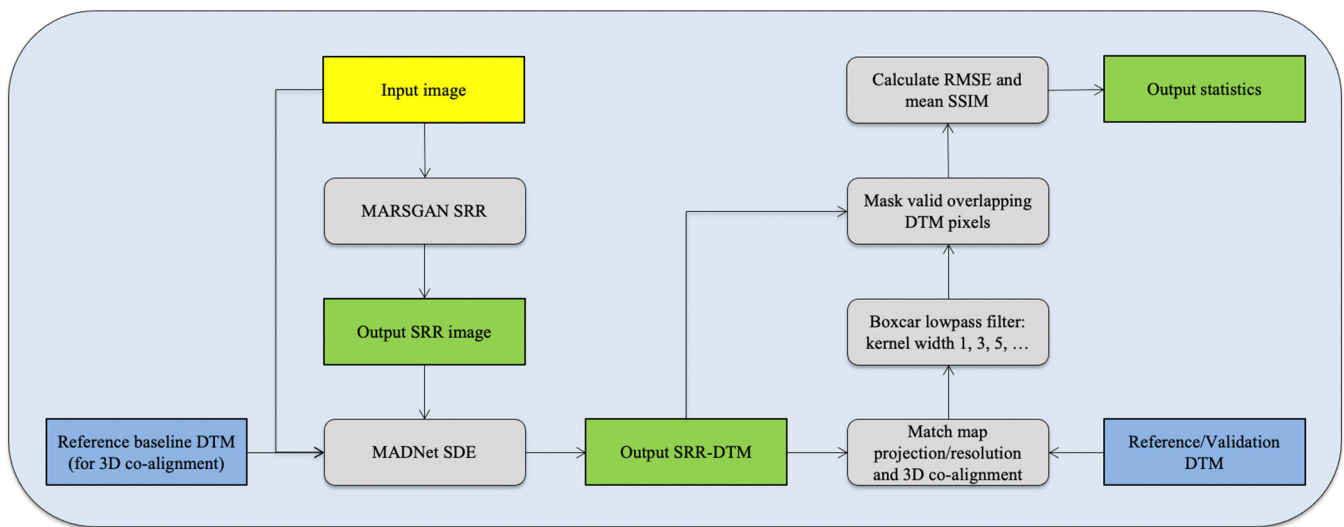 Input image
MARSGAN SRR
Output SRR image
Reference baseline DTM
(for 3D co-alignment)
MADNet SDE
Output SRR-DTM
Calculate RMSE and
mean SSIM
Output statistics
Mask valid overlapping
DTM pixels
Boxcar lowpass filter:
kernel width 1, 3, 5, …
Match map
projection/resolution
and 3D co-alignment
Reference/Validation
DTM